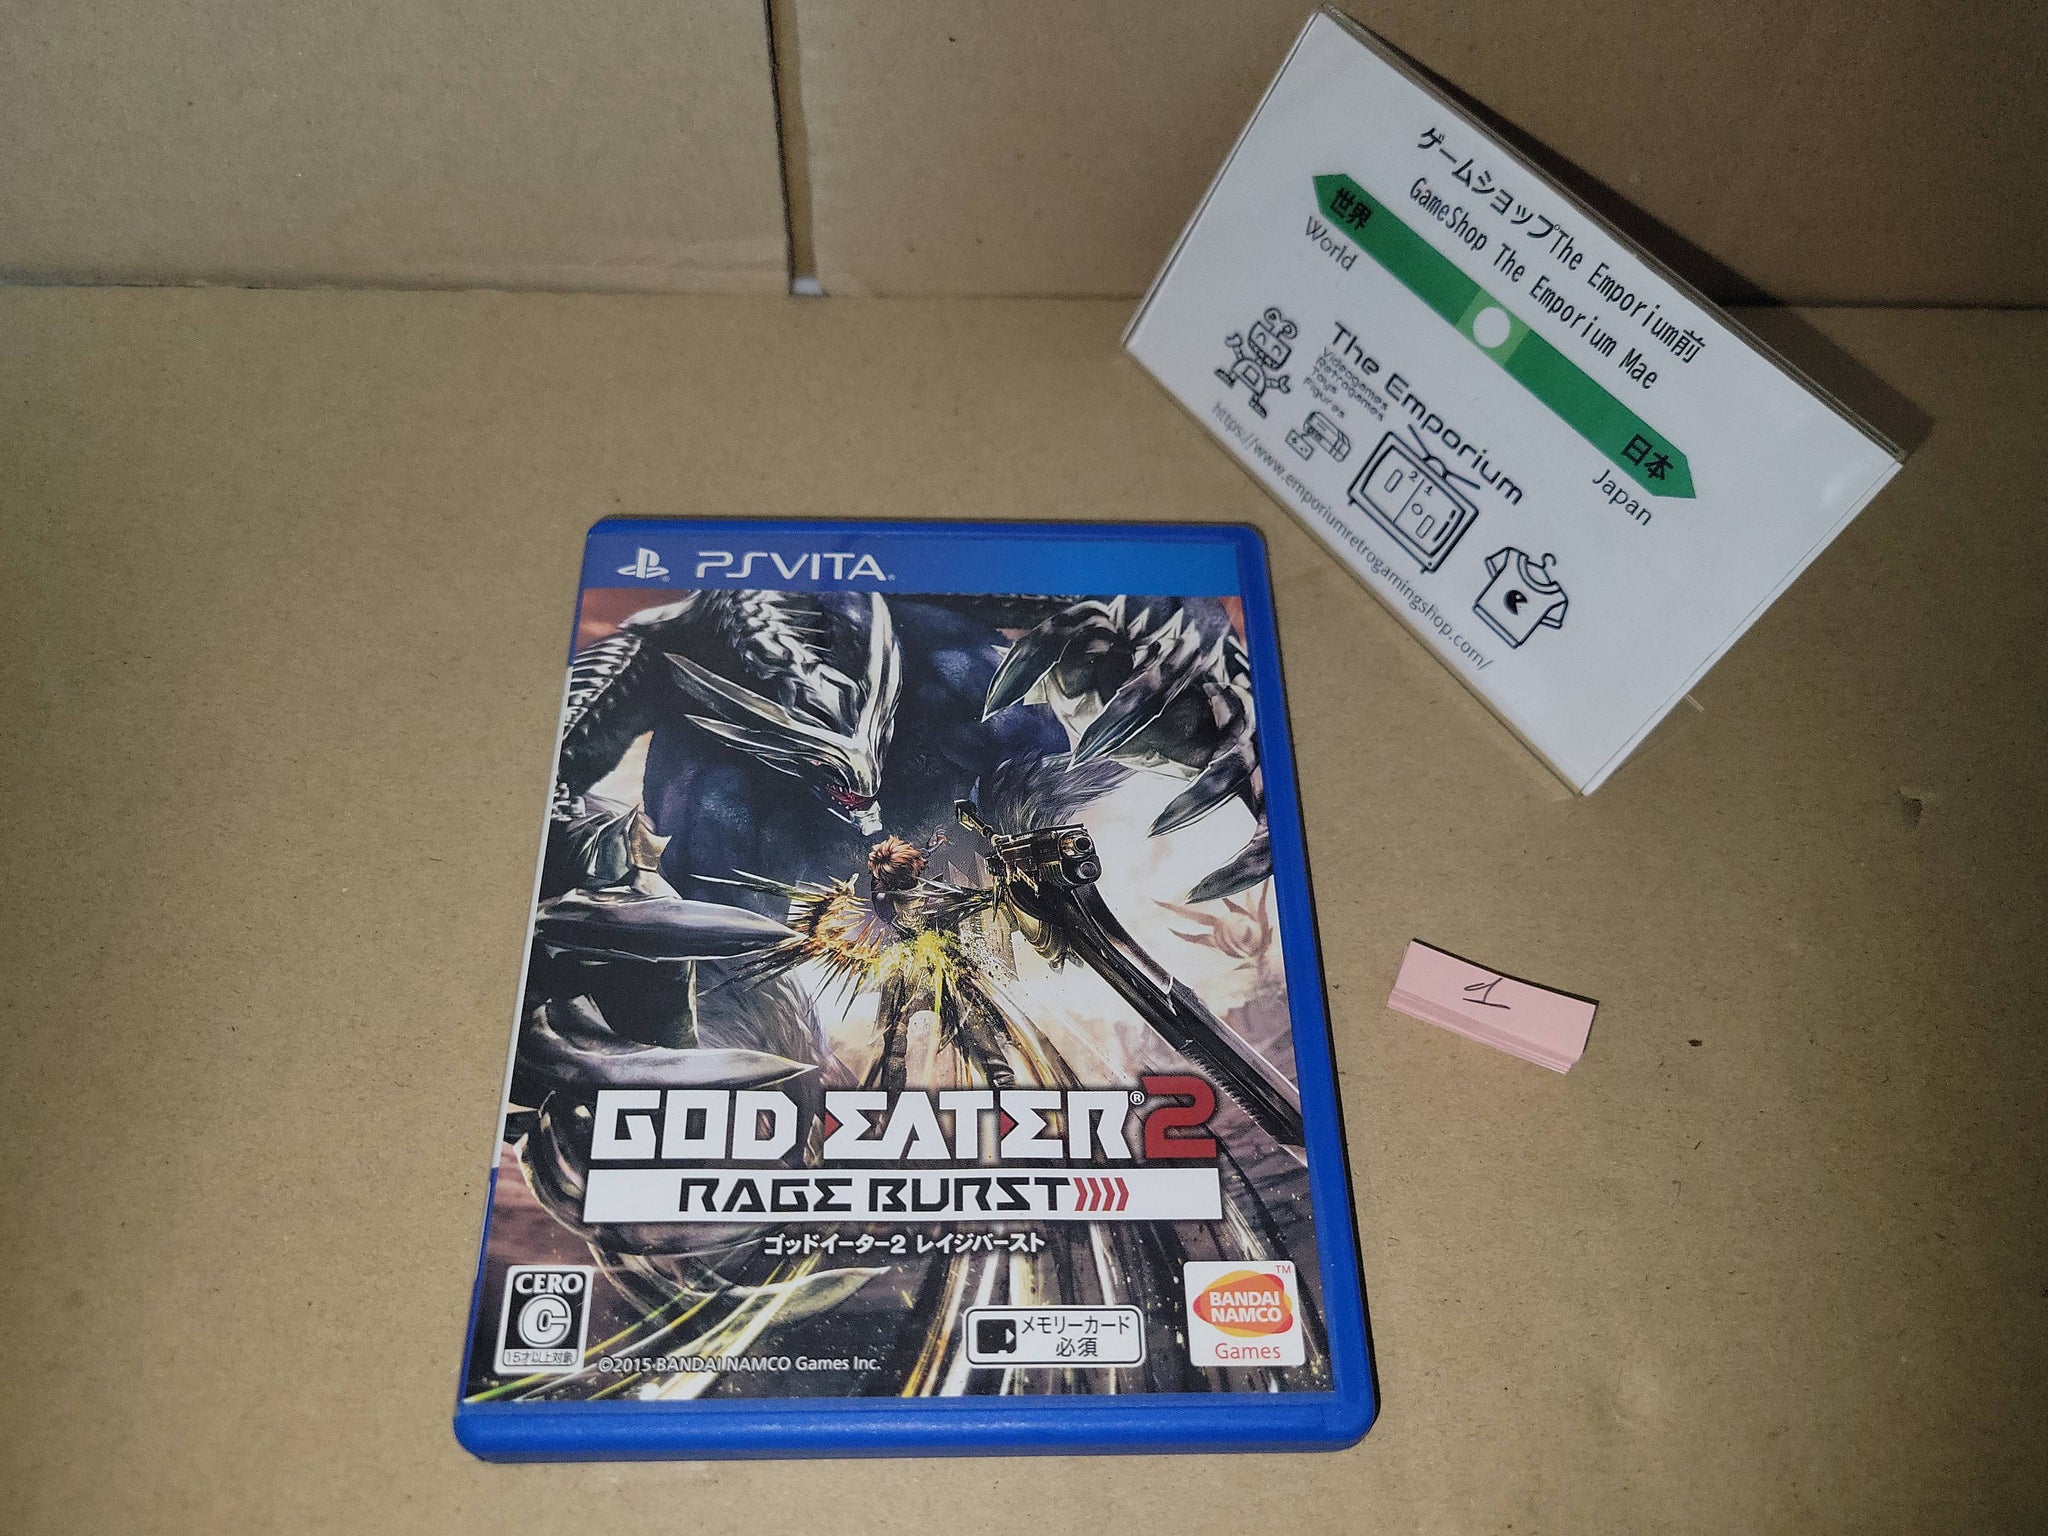 ゲームショップThe Emporium前
GameShop The Emporium Mae
世界
World
日本
Japan
The Emporium
Videogames
Retrogames
Toys
Figures
2 1
https://www.emporiumretrogamingshop.com/
PSVITA
1
GOD EATER® 2
RAGE BURST
ゴッドイーター2 レイジバースト
CERO
C
15才以上対象
©2015 BANDAI NAMCO Games Inc.
メモリーカード
必須
BANDAI
NAMCO
Games
TM